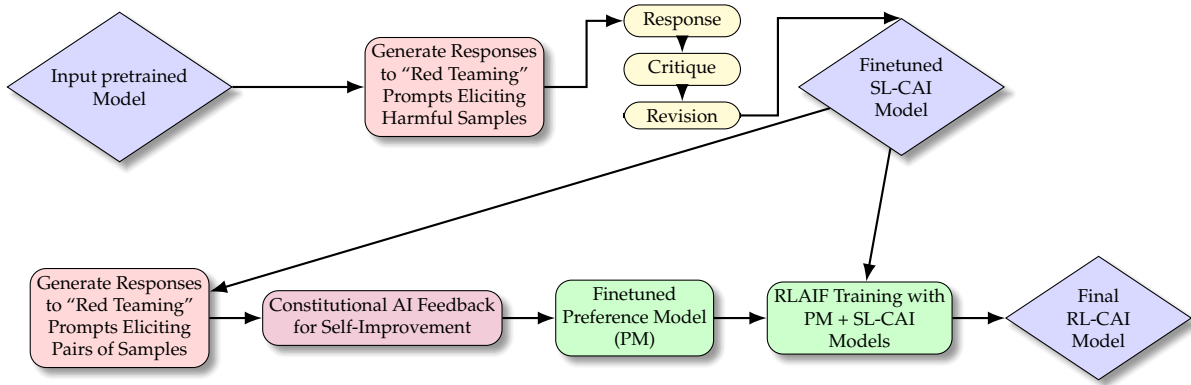 Input pretrained
Model
Generate Responses
to “Red Teaming”
Prompts Eliciting
Harmful Samples
Response
Critique
Revision
Finetuned
SL-CAI
Model
Generate Responses
to “Red Teaming”
Prompts Eliciting
Pairs of Samples
Constitutional AI Feedback
for Self-Improvement
Finetuned
Preference Model
(PM)
RLAIF Training with
PM + SL-CAI
Models
Final
RL-CAI
Model